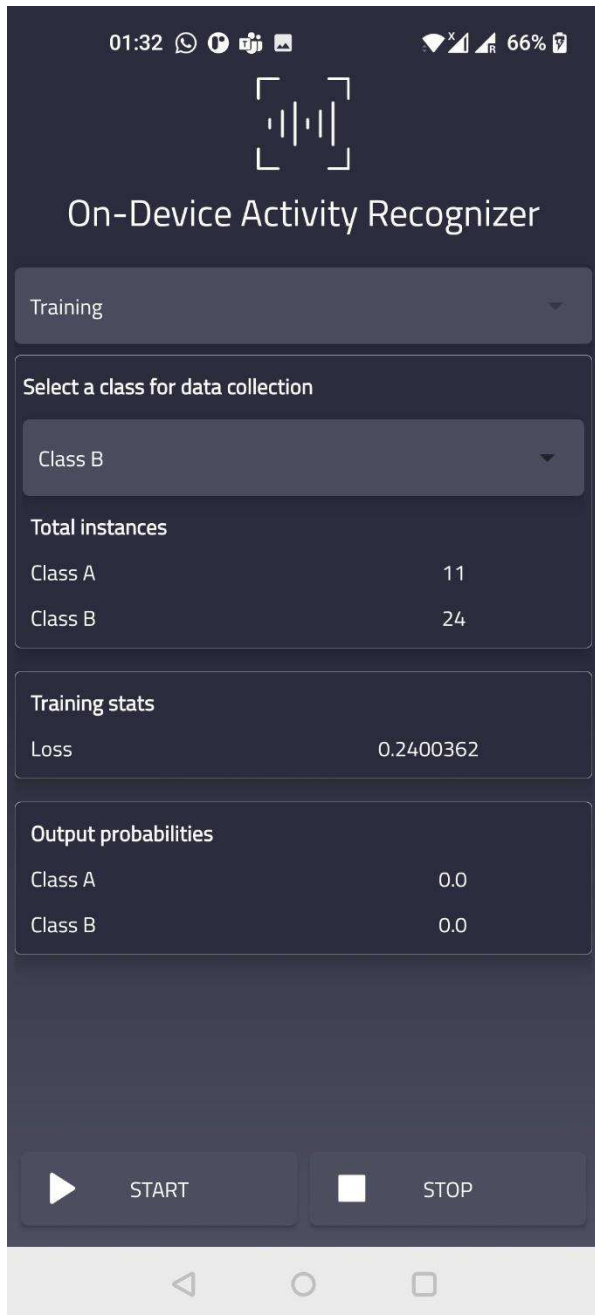 01:32 66%
On-Device Activity Recognizer
Training
Select a class for data collection
Class B
Total instances
Class A 11
Class B 24
Training stats
Loss 0.2400362
Output probabilities
Class A 0.0
Class B 0.0
START STOP